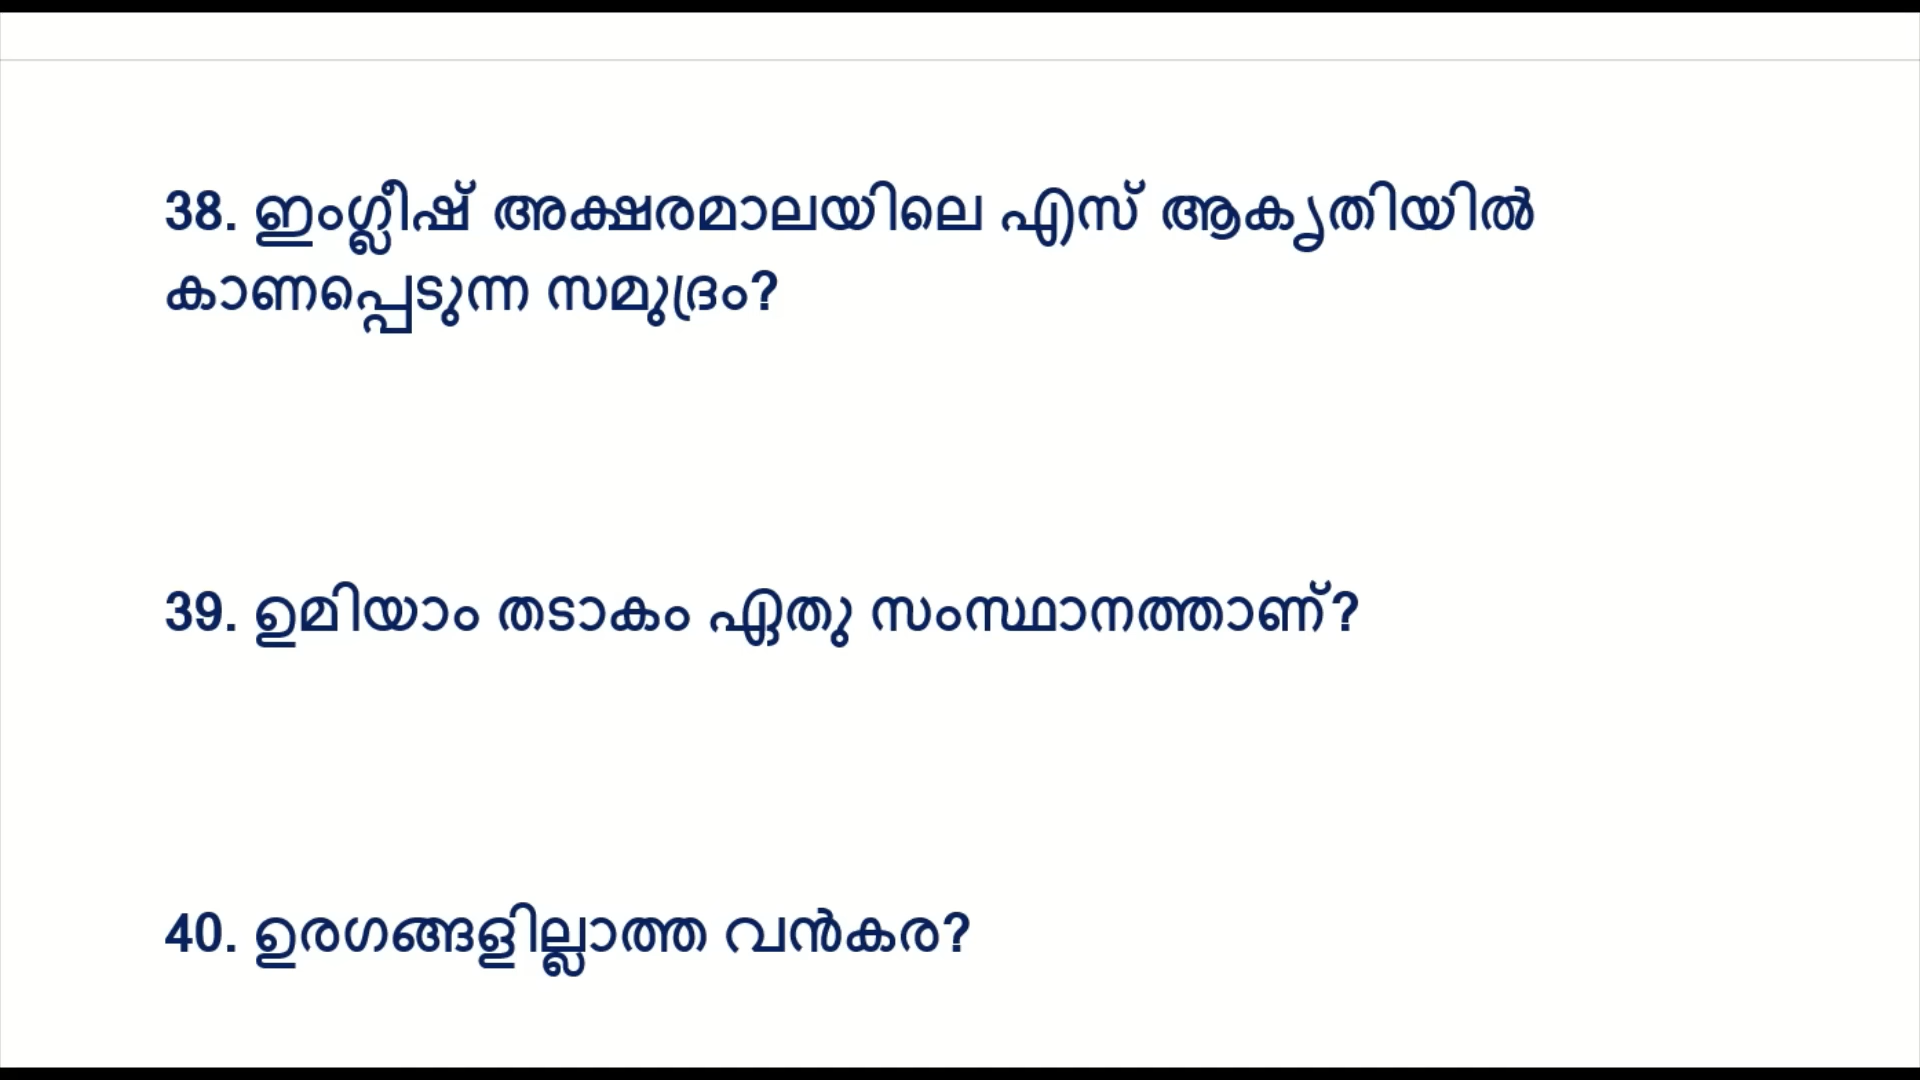 38. ഇംഗ്ലീഷ് അക്ഷരമാലയിലെ എസ് ആകൃതിയിൽ
കാണപ്പെടുന്ന സമുദ്രം?
39. ഉമിയാം തടാകം ഏതു സംസ്ഥാനത്താണ്?
40. ഉരഗങ്ങളില്ലാത്ത വൻകര?